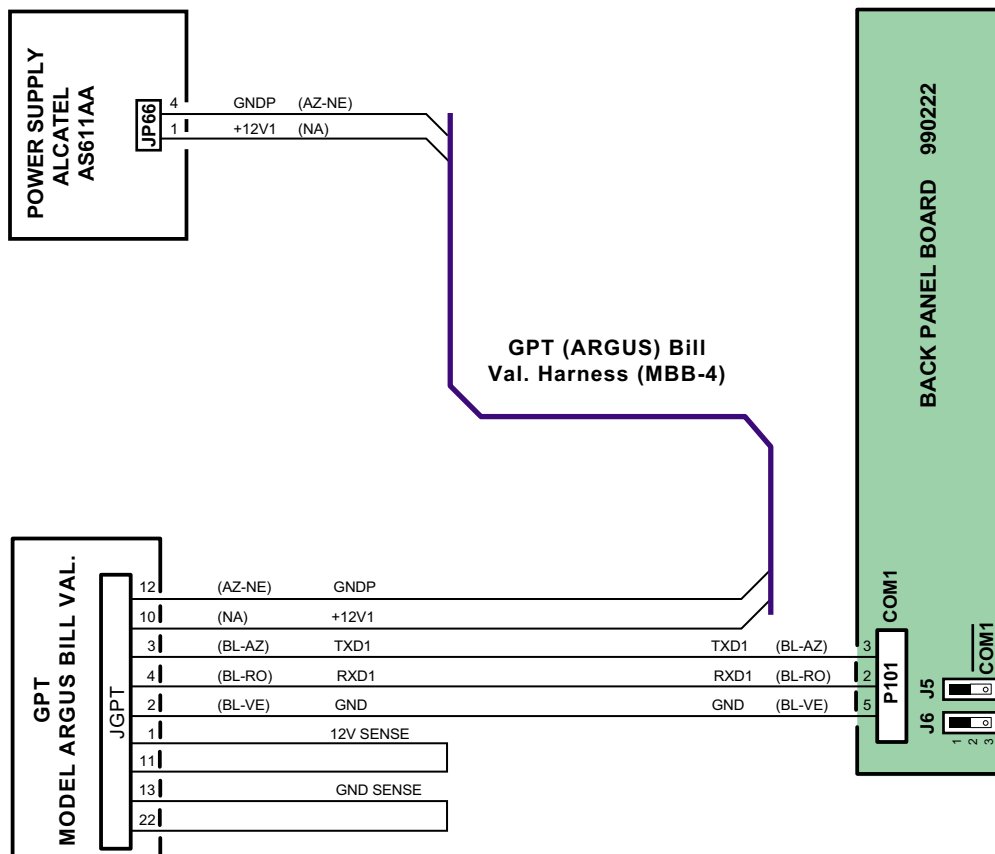 POWER SUPPLY
ALCATEL
AS611AA
JP66
4 GNDP (AZ-NE)
1 +12V1 (NA)
GPT (ARGUS) Bill
Val. Harness (MBB-4)
BACK PANEL BOARD 990222
GPT
MODEL ARGUS BILL VAL.
JGPT
12 (AZ-NE) GNDP
10 (NA) +12V1
3 (BL-AZ) TXD1 TXD1 (BL-AZ) 3
4 (BL-RO) RXD1 RXD1 (BL-RO) 2
2 (BL-VE) GND GND (BL-VE) 5
1 12V SENSE
11
13 GND SENSE
22
P101
COM1
J5
COM1
J6
1 2 3